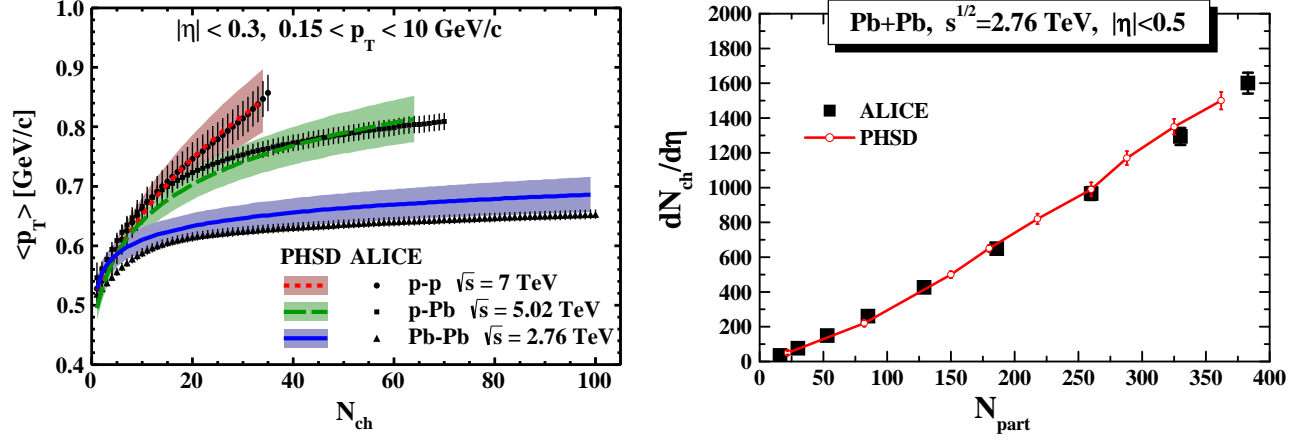 |η| < 0.3, 0.15 < p_T < 10 GeV/c
<p_T> [GeV/c]
1.0
0.9
0.8
0.7
0.6
0.5
0.4
PHSD ALICE
p-p √s = 7 TeV
p-Pb √s = 5.02 TeV
Pb-Pb √s = 2.76 TeV
0 20 40 60 80 100
N_ch
Pb+Pb, s^1/2=2.76 TeV, |η|<0.5
dN_ch/dη
1800
1600
1400
1200
1000
800
600
400
200
0
ALICE
PHSD
0 50 100 150 200 250 300 350 400
N_part